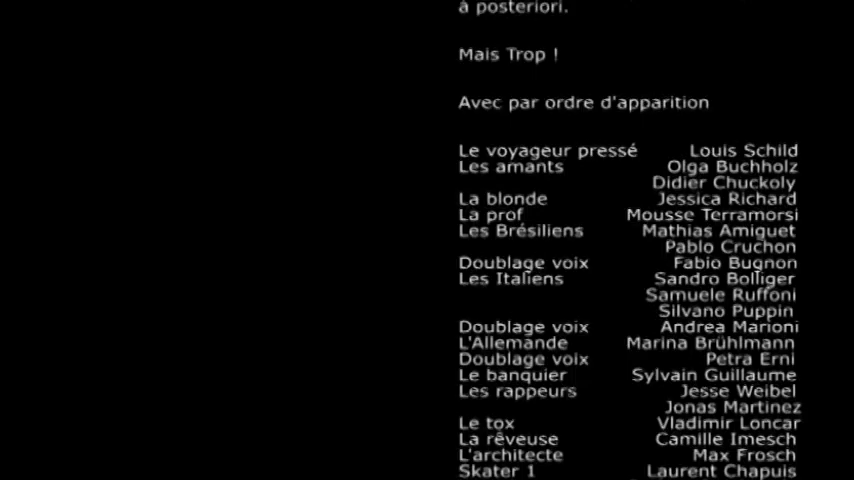 à posteriori.
Mais Trop !
Avec par ordre d'apparition
Le voyageur pressé Louis Schild
Les amants Olga Buchholz
Didier Chuckoly
La blonde Jessica Richard
La prof Mousse Terramorsi
Les Brésiliens Mathias Amiguet
Pablo Cruchon
Doublage voix Fabio Bugnon
Les Italiens Sandro Bolliger
Samuele Ruffoni
Silvano Puppin
Doublage voix Andrea Marioni
L'Allemande Marina Brühlmann
Doublage voix Petra Erni
Le banquier Sylvain Guillaume
Les rappeurs Jesse Weibel
Jonas Martinez
Le tox Vladimir Loncar
La rêveuse Camille Imesch
L'architecte Max Frosch
Skater 1 Laurent Chapuis